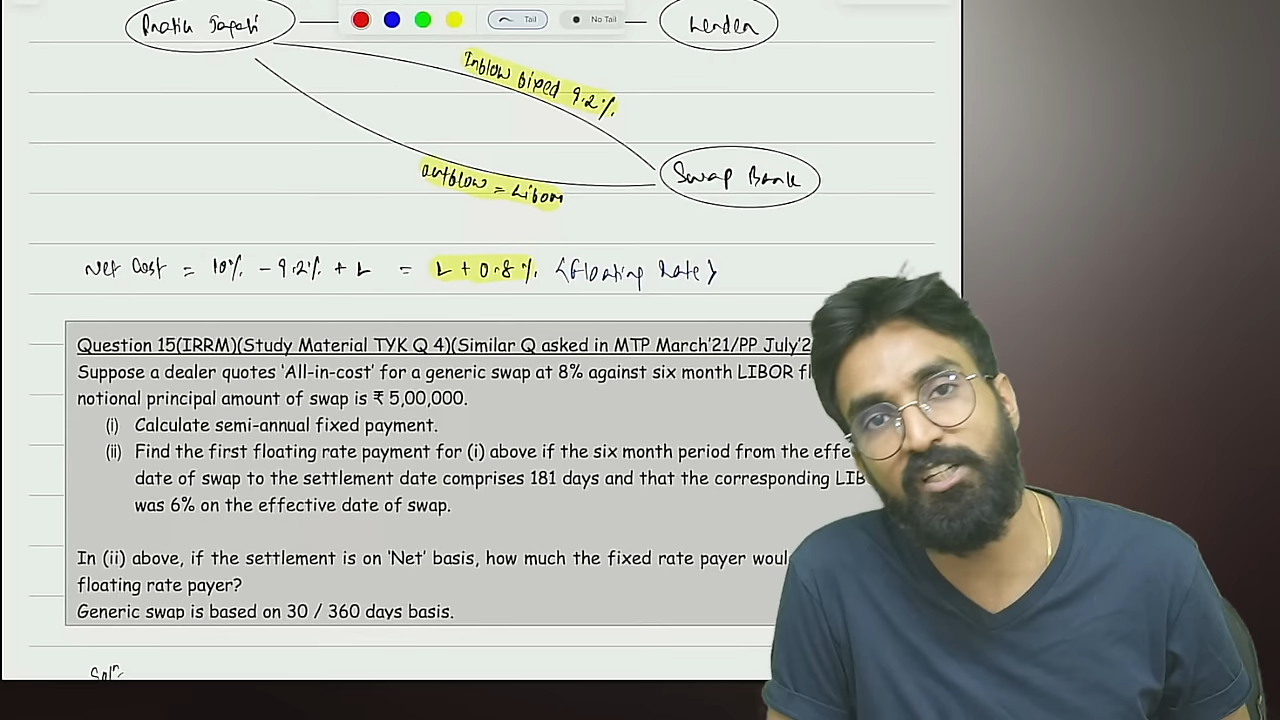 Pratik Jagati
Tail
No Tail
Lender
Inflow fixed 9.2%
Outflow = Libor
Swap Bank
Net Cost = 10% - 9.2% + L = L + 0.8% {Floating Rate}
Question 15(IRRM)(Study Material TYK Q 4)(Similar Q asked in MTP March'21/PP July'2
Suppose a dealer quotes 'All-in-cost' for a generic swap at 8% against six month LIBOR fl
notional principal amount of swap is ₹ 5,00,000.
(i) Calculate semi-annual fixed payment.
(ii) Find the first floating rate payment for (i) above if the six month period from the effe
date of swap to the settlement date comprises 181 days and that the corresponding LIB
was 6% on the effective date of swap.
In (ii) above, if the settlement is on 'Net' basis, how much the fixed rate payer woul
floating rate payer?
Generic swap is based on 30 / 360 days basis.
Soln: